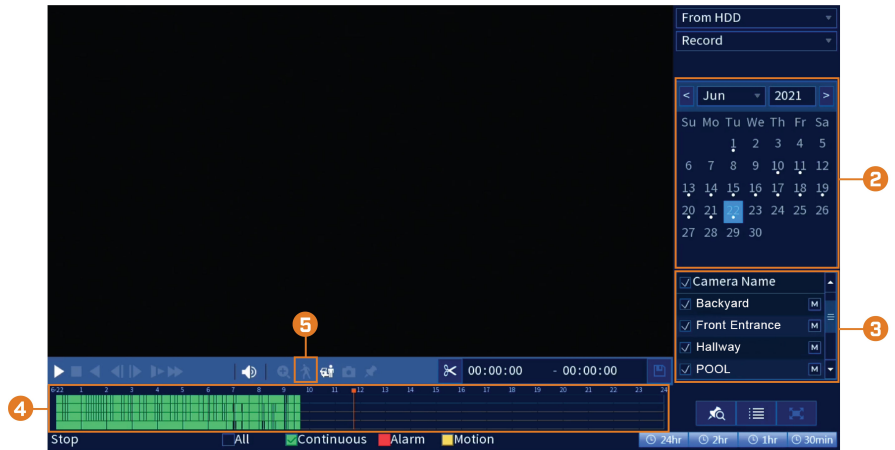 From HDD
Record
< Jun 2021 >
Su Mo Tu We Th Fr Sa
1 2 3 4 5
6 7 8 9 10 11 12
13 14 15 16 17 18 19
20 21 22 23 24 25 26
27 28 29 30
2
Camera Name
Backyard M
Front Entrance M
Hallway M
POOL M
3
5
00:00:00 - 00:00:00
6-22 1 2 3 4 5 6 7 8 9 10 11 12 13 14 15 16 17 18 19 20 21 22 23 24
4
Stop All Continuous Alarm Motion
24hr 2hr 1hr 30min